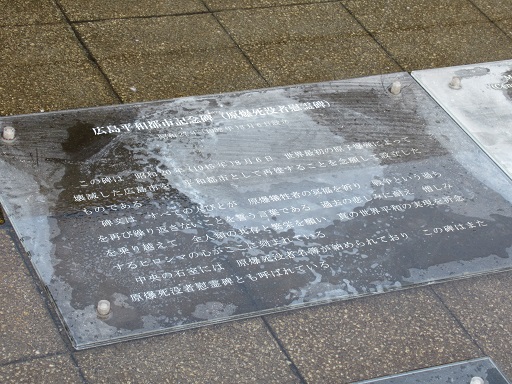 広島平和都市記念碑(原爆死没者慰霊碑)
この碑は 昭和20年(1945年)8月6日 世界最初の原子爆弾によって
壊滅した広島市を 平和都市として再建することを念願して設立した
ものである
碑文は すべての人びとが 原爆犠牲者の冥福を祈り 戦争という過ち
を再び繰り返さないことを誓う言葉である 過去の悲しみに耐え 憎しみ
を乗り越えて 全人類の共存と繁栄を願い 真の世界平和の実現を祈念
するヒロシマの心がここに刻まれている
中央の石室には 原爆死没者名簿が納められており この碑はまた
原爆死没者慰霊碑とも呼ばれている